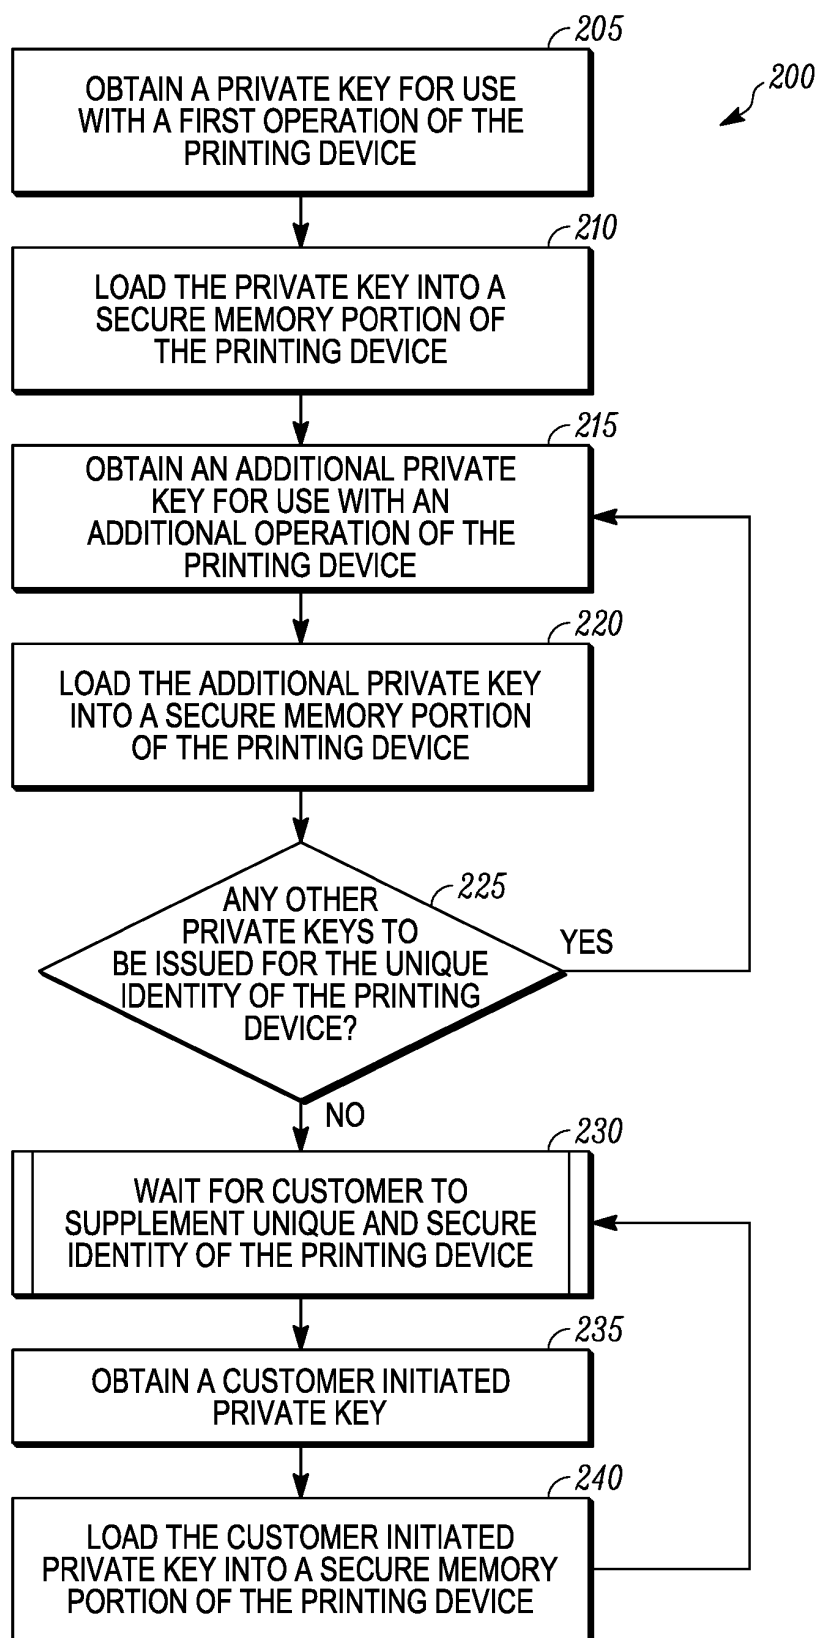 205
200
OBTAIN A PRIVATE KEY FOR USE
WITH A FIRST OPERATION OF THE
PRINTING DEVICE
210
LOAD THE PRIVATE KEY INTO A
SECURE MEMORY PORTION OF
THE PRINTING DEVICE
215
OBTAIN AN ADDITIONAL PRIVATE
KEY FOR USE WITH AN
ADDITIONAL OPERATION OF THE
PRINTING DEVICE
220
LOAD THE ADDITIONAL PRIVATE KEY
INTO A SECURE MEMORY PORTION
OF THE PRINTING DEVICE
225
ANY OTHER
PRIVATE KEYS TO
BE ISSUED FOR THE UNIQUE
IDENTITY OF THE PRINTING
DEVICE?
YES
NO
230
WAIT FOR CUSTOMER TO
SUPPLEMENT UNIQUE AND SECURE
IDENTITY OF THE PRINTING DEVICE
235
OBTAIN A CUSTOMER INITIATED
PRIVATE KEY
240
LOAD THE CUSTOMER INITIATED
PRIVATE KEY INTO A SECURE MEMORY
PORTION OF THE PRINTING DEVICE